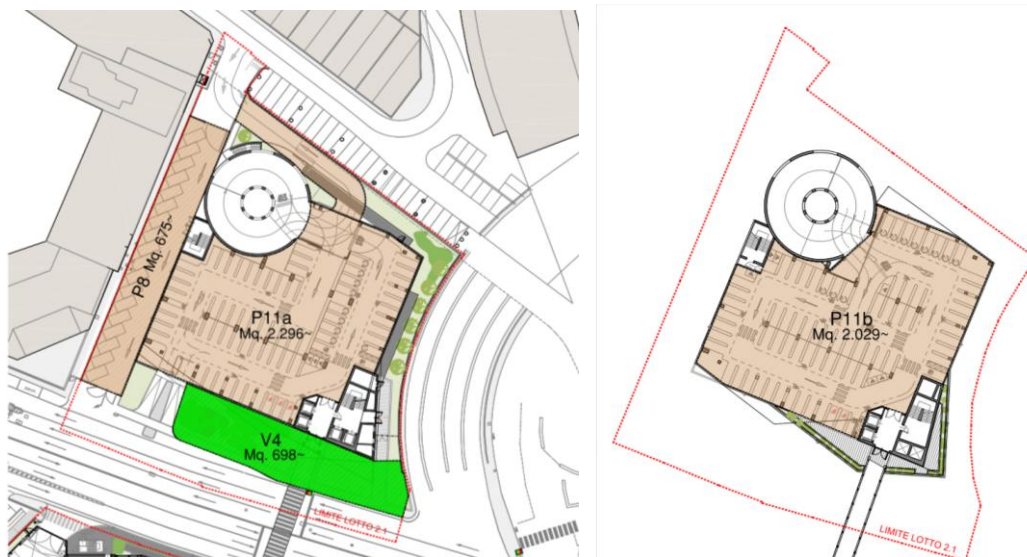 P8 Mq. 675~
P11a
Mq. 2.296~
V4
Mq. 698~
LIMITE LOTTO 2.1
P11b
Mq. 2.029~
LIMITE LOTTO 2.1